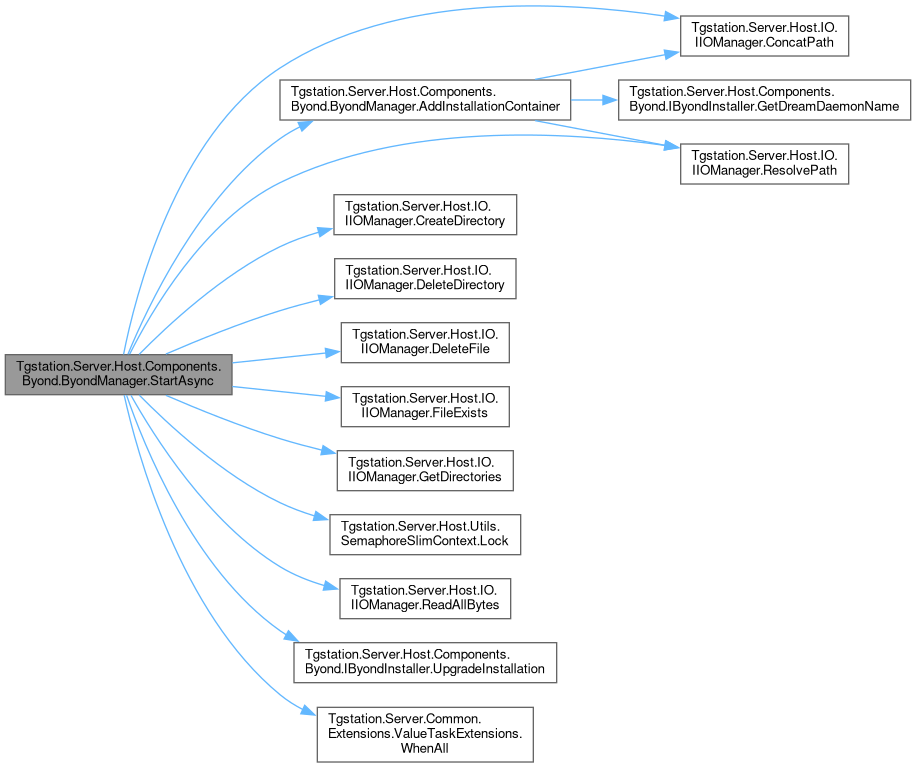 Tgstation.Server.Host.IO.
IIOManager.ConcatPath
Tgstation.Server.Host.Components.
Byond.ByondManager.AddInstallationContainer
Tgstation.Server.Host.Components.
Byond.IByondInstaller.GetDreamDaemonName
Tgstation.Server.Host.IO.
IIOManager.ResolvePath
Tgstation.Server.Host.IO.
IIOManager.CreateDirectory
Tgstation.Server.Host.IO.
IIOManager.DeleteDirectory
Tgstation.Server.Host.IO.
IIOManager.DeleteFile
Tgstation.Server.Host.Components.
Byond.ByondManager.StartAsync
Tgstation.Server.Host.IO.
IIOManager.FileExists
Tgstation.Server.Host.IO.
IIOManager.GetDirectories
Tgstation.Server.Host.Utils.
SemaphoreSlimContext.Lock
Tgstation.Server.Host.IO.
IIOManager.ReadAllBytes
Tgstation.Server.Host.Components.
Byond.IByondInstaller.UpgradeInstallation
Tgstation.Server.Common.
Extensions.ValueTaskExtensions.
WhenAll